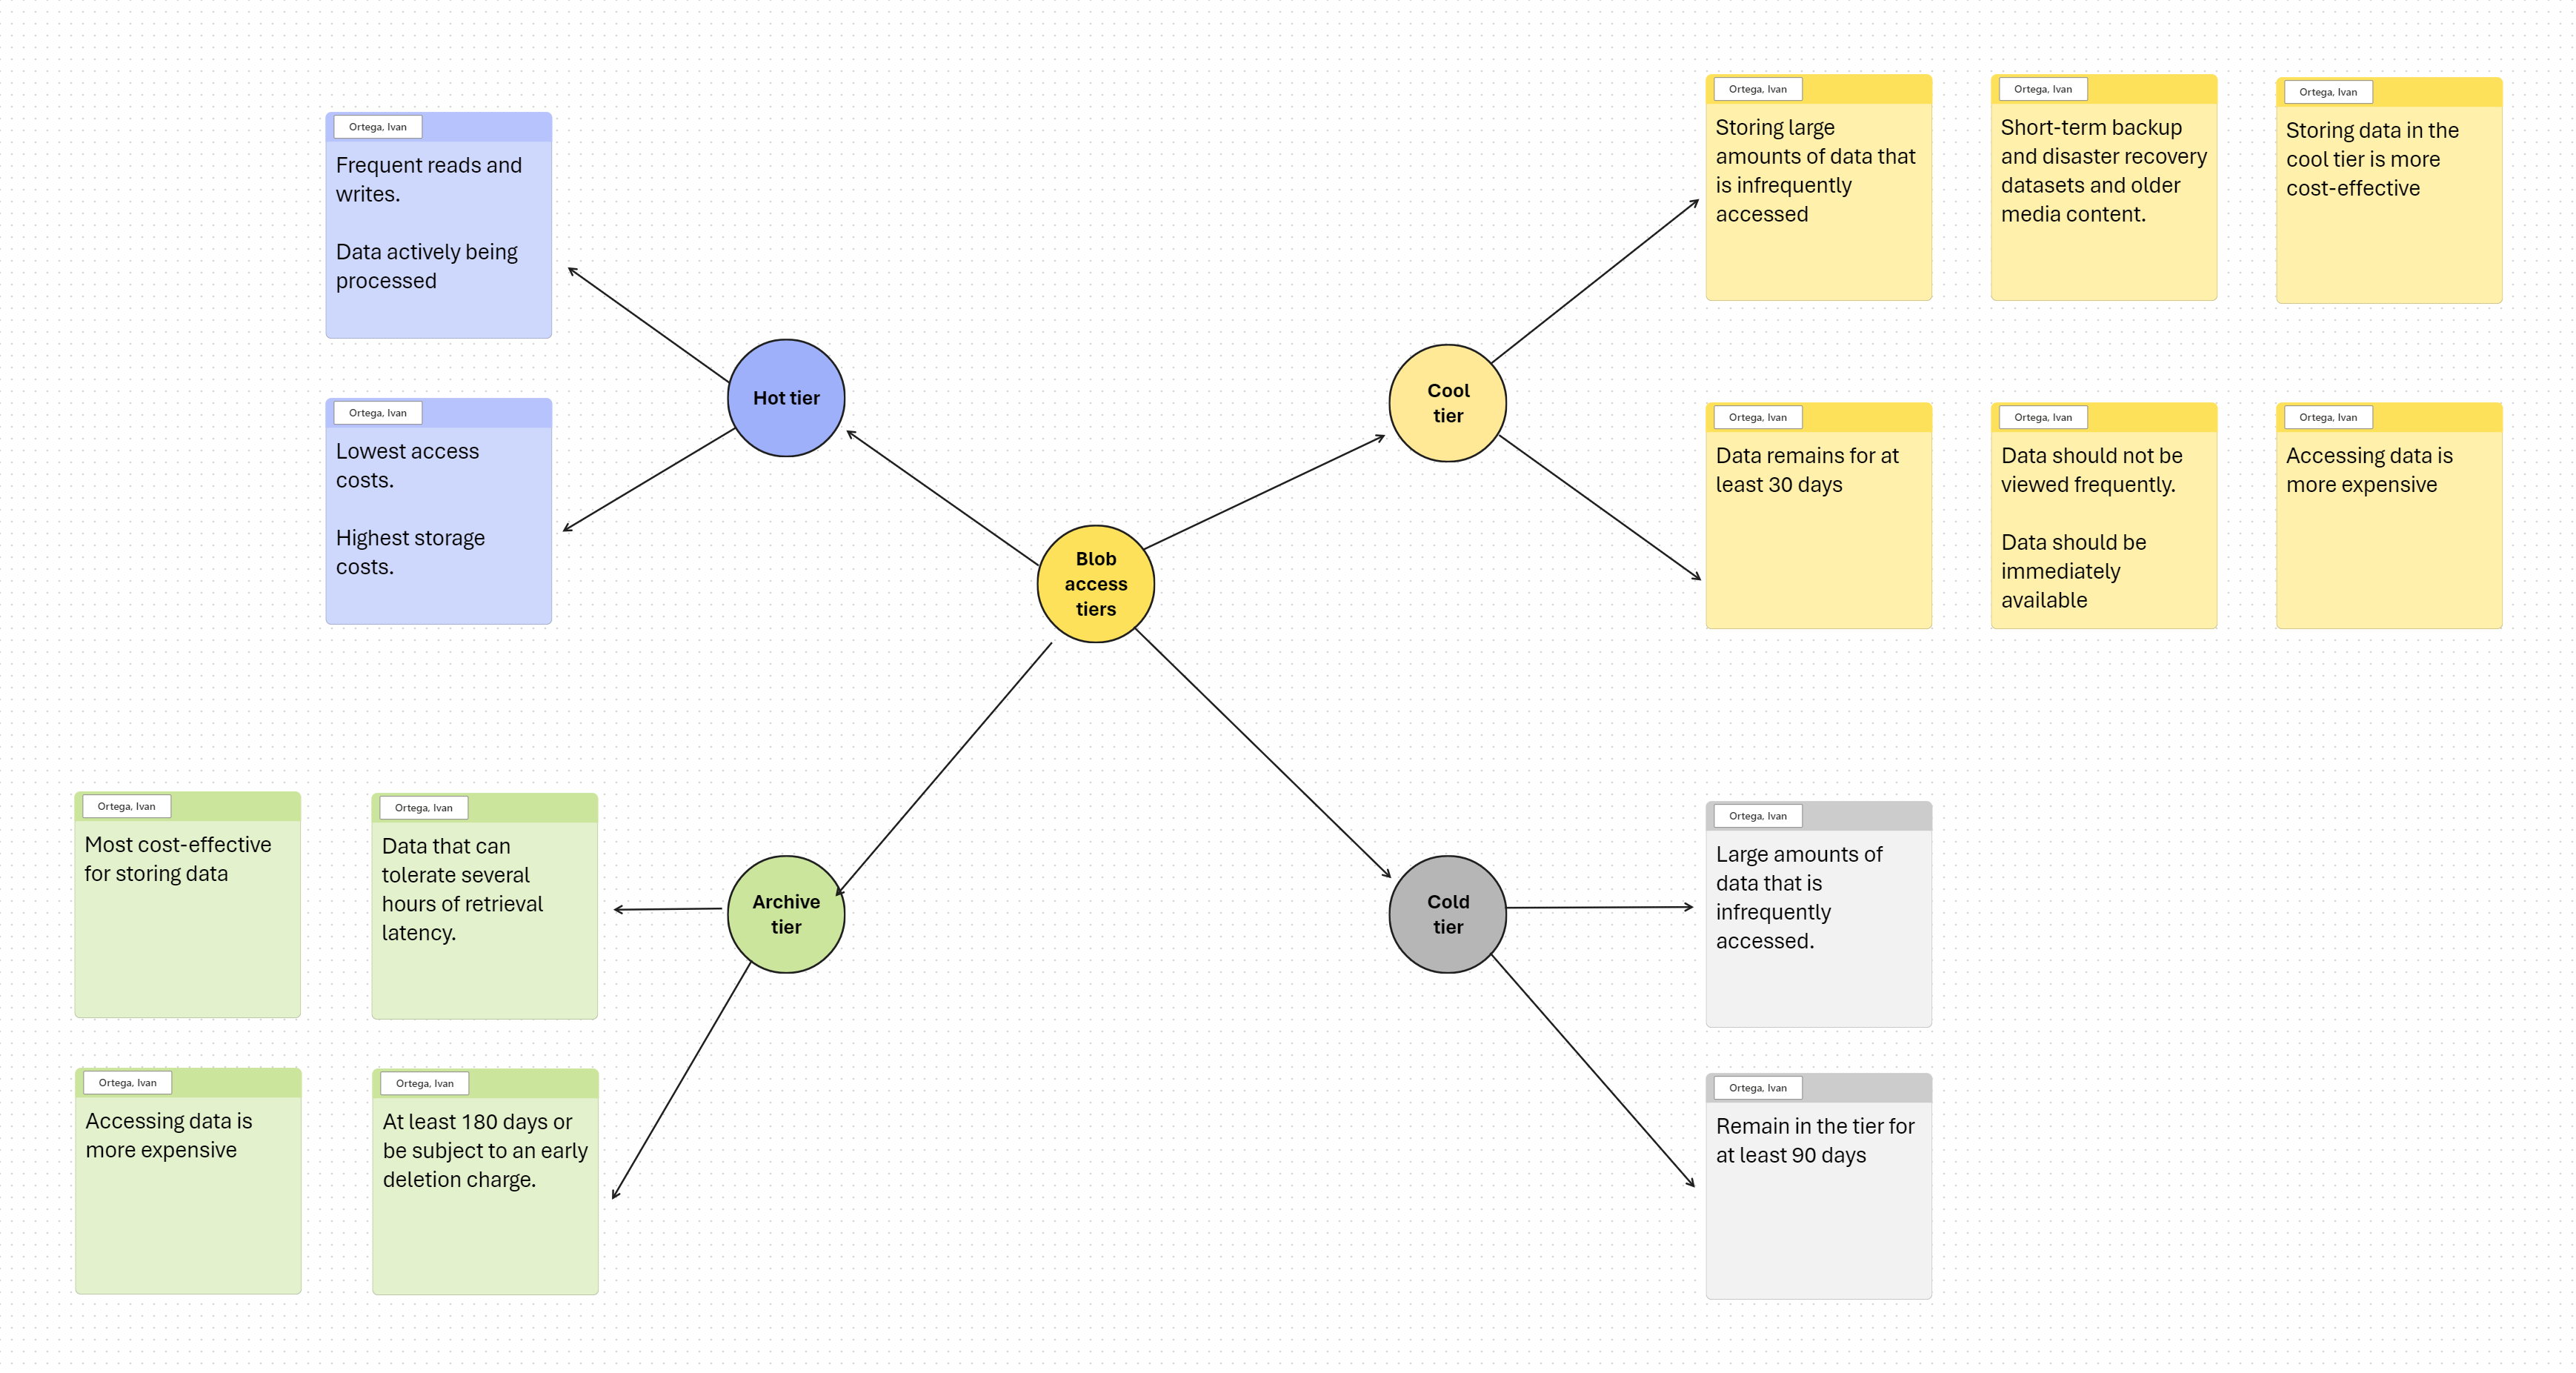 Ortega, Ivan
Frequent reads and
writes.
Data actively being
processed
Ortega, Ivan
Lowest access
costs.
Highest storage
costs.
Hot tier
Blob
access
tiers
Cool
tier
Ortega, Ivan
Storing large
amounts of data that
is infrequently
accessed
Ortega, Ivan
Short-term backup
and disaster recovery
datasets and older
media content.
Ortega, Ivan
Storing data in the
cool tier is more
cost-effective
Ortega, Ivan
Data remains for at
least 30 days
Ortega, Ivan
Data should not be
viewed frequently.
Data should be
immediately
available
Ortega, Ivan
Accessing data is
more expensive
Ortega, Ivan
Most cost-effective
for storing data
Ortega, Ivan
Data that can
tolerate several
hours of retrieval
latency.
Archive
tier
Ortega, Ivan
Accessing data is
more expensive
Ortega, Ivan
At least 180 days or
be subject to an early
deletion charge.
Cold
tier
Ortega, Ivan
Large amounts of
data that is
infrequently
accessed.
Ortega, Ivan
Remain in the tier for
at least 90 days